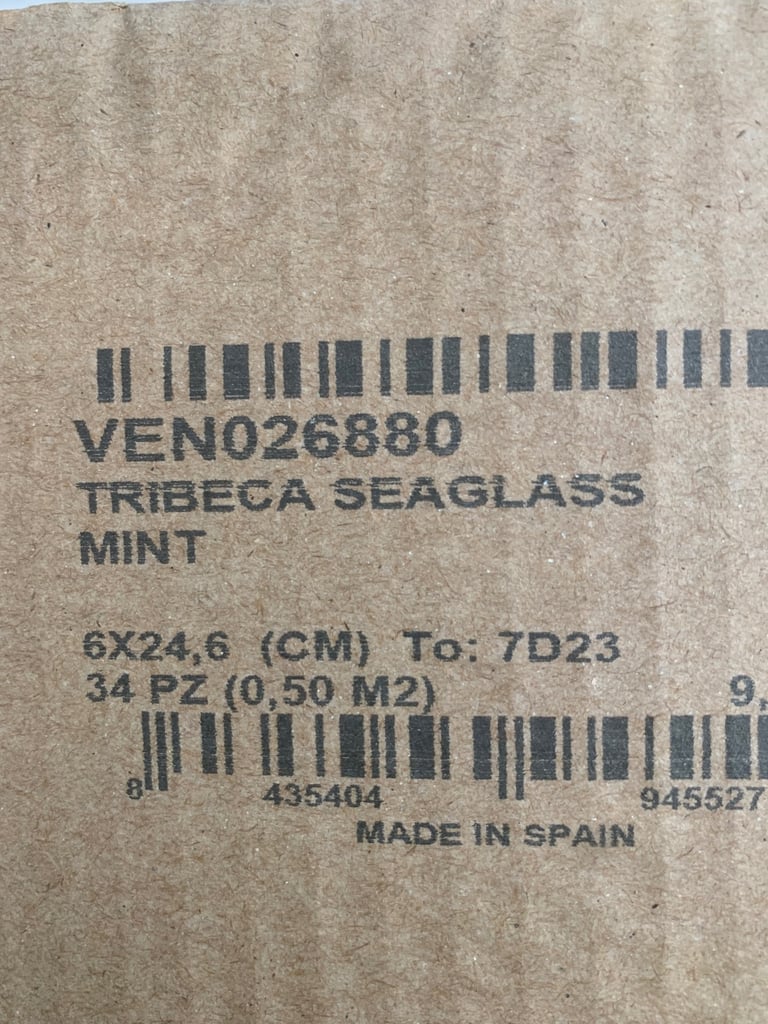 VEN026880
TRIBECA SEAGLASS
MINT
6X24,6 (CM) To: 7D23
34 PZ (0,50 M2) 9,
8 435404 945527
MADE IN SPAIN